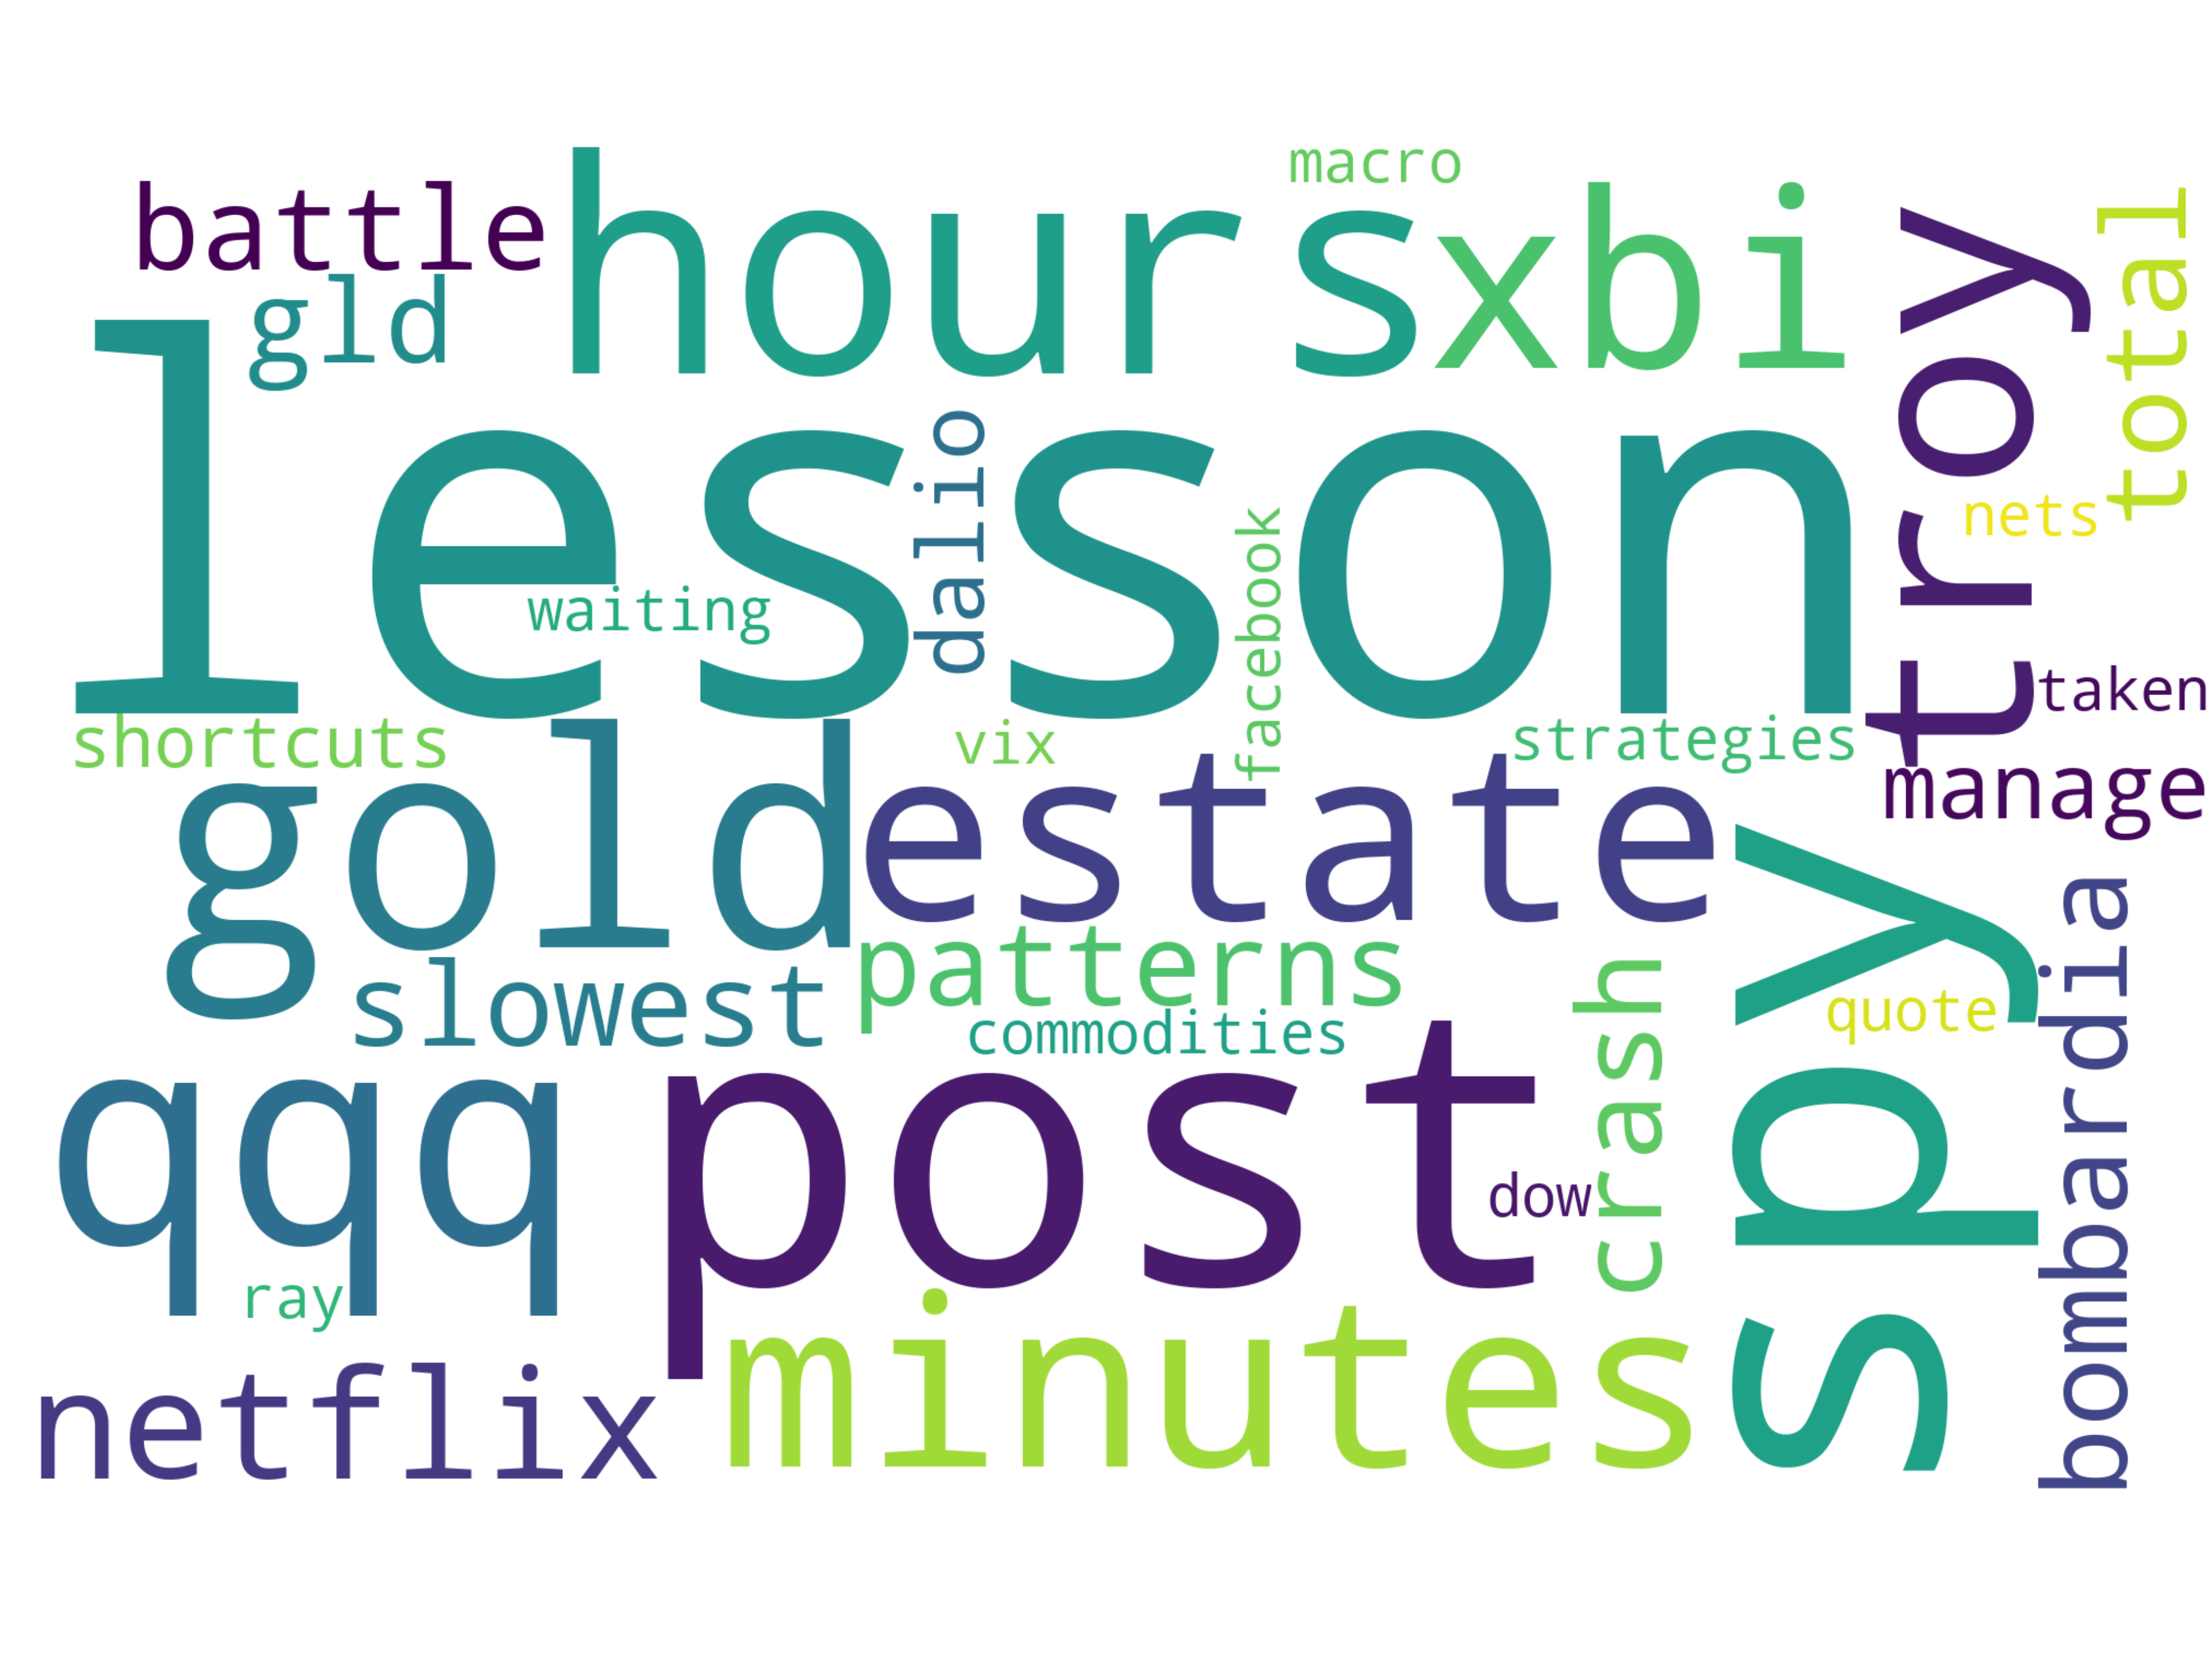 macro
battle
hours
xbi
total
troy
gld
lesson
dalio
nets
facebook
waiting
taken
shortcuts
vix
strategies
gold
estate
manage
spy
bombardia
patterns
slowest
crash
quote
commodities
qqq
post
dow
ray
minutes
netflix